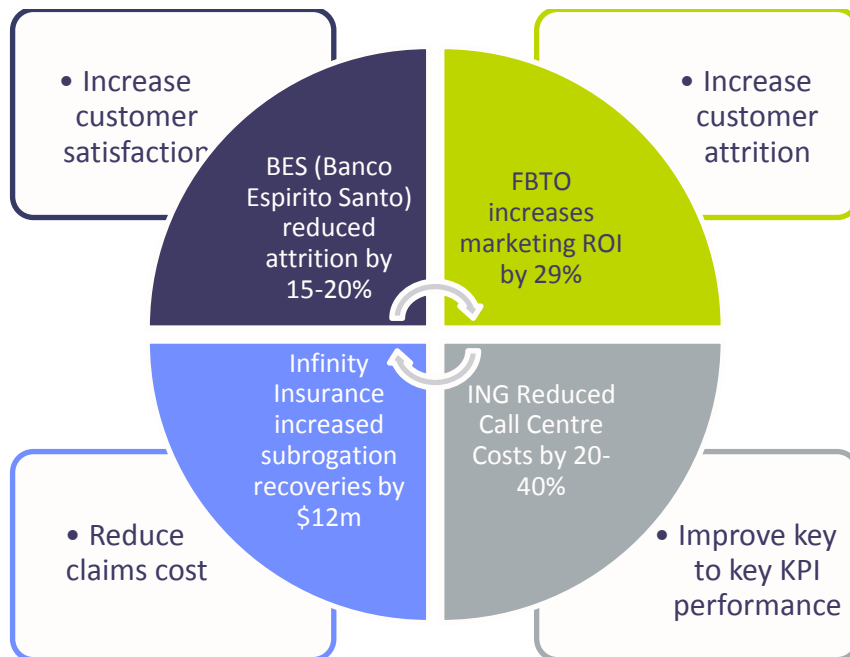 • Increase
customer
satisfaction
BES (Banco
Espirito Santo)
reduced
attrition by
15-20%
• Increase
customer
attrition
FBTO
increases
marketing ROI
by 29%
Infinity
Insurance
increased
subrogation
recoveries by
$12m
• Reduce
claims cost
ING Reduced
Call Centre
Costs by 20-
40%
• Improve key
to key KPI
performance